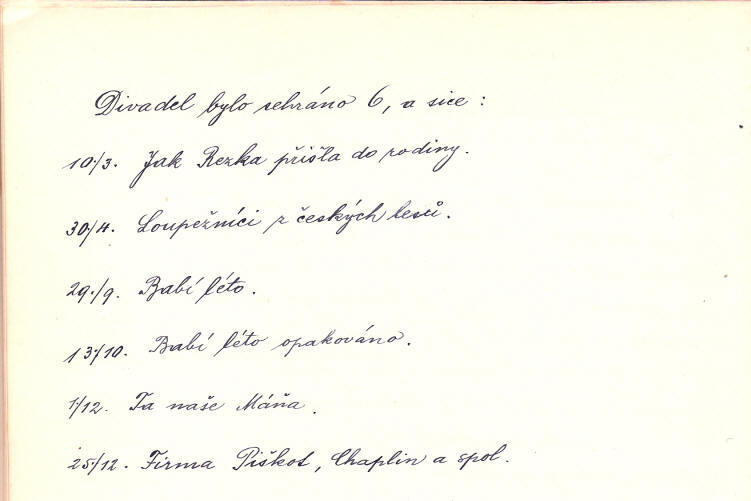 Divadel bylo sehráno 6, a sice :
10./3. Jak Rezka přišla do rodiny.
30/4. Loupežníci z českých lesů.
29./9. Babí léto.
13./10. Babí léto opakováno.
1/12. Ta naše Máňa.
25/12. Firma Piškot, Chaplin a spol.